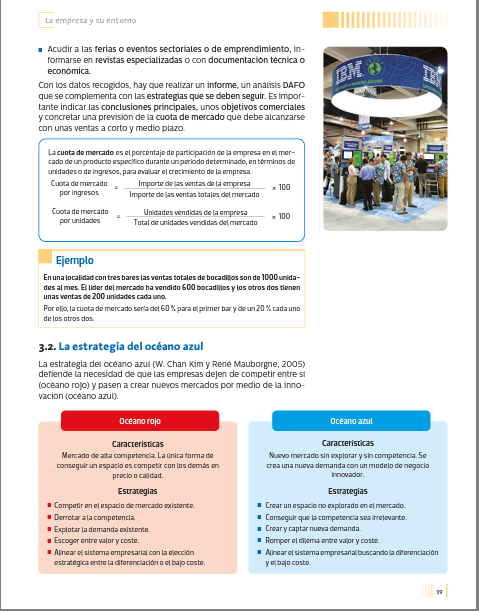 La empresa y su entorno
Acudir a las ferias o eventos sectoriales o de emprendimiento, in-
formarse en revistas especializadas o con documentación técnica o
económica.
Con los datos recogidos, hay que realizar un informe, un análisis DAFO
que se complementa con las estrategias que se deben seguir. Es impor-
tante indicar las conclusiones principales, unos objetivos comerciales
y concretar una previsión de la cuota de mercado que debe alcanzarse
con unas ventas a corto y medio plazo.
La cuota de mercado es el porcentaje de participación de la empresa en el mer-
cado de un producto específico durante un periodo determinado, en términos de
unidades o de ingresos, para evaluar el crecimiento de la empresa.
Cuota de mercado por ingresos = Importe de las ventas de la empresa × 100
Importe de las ventas totales del mercado
Cuota de mercado por unidades = Unidades vendidas de la empresa × 100
Total de unidades vendidas del mercado
IBM
IBM
Ejemplo
En una localidad con tres bares las ventas totales de bocadillos son de 1000 unida-
des al mes. El líder del mercado ha vendido 600 bocadillos y los otros dos tienen
unas ventas de 200 unidades cada uno.
Por ello, la cuota de mercado sería del 60 % para el primer bar y de un 20 % cada uno
de los otros dos.
3.2. La estrategia del océano azul
La estrategia del océano azul (W. Chan Kim y René Mauborgne, 2005)
defiende la necesidad de que las empresas dejen de competir entre sí
(océano rojo) y pasen a crear nuevos mercados por medio de la inno-
vación (océano azul).
Océano rojo
Características
Mercado de alta competencia. La única forma de
conseguir un espacio es competir con los demás en
precio o calidad.
Estrategias
Competir en el espacio de mercado existente.
Derrotar a la competencia.
Explotar la demanda existente.
Escoger entre valor y coste.
Alinear el sistema empresarial con la elección
estratégica entre la diferenciación o el bajo coste.
Océano azul
Características
Nuevo mercado sin explorar y sin competencia. Se
crea una nueva demanda con un modelo de negocio
innovador.
Estrategias
Crear un espacio no explorado en el mercado.
Conseguir que la competencia sea irrelevante.
Crear y captar nueva demanda.
Romper el dilema entre valor y coste.
Alinear el sistema empresarial buscando la diferenciación
y el bajo coste.
39